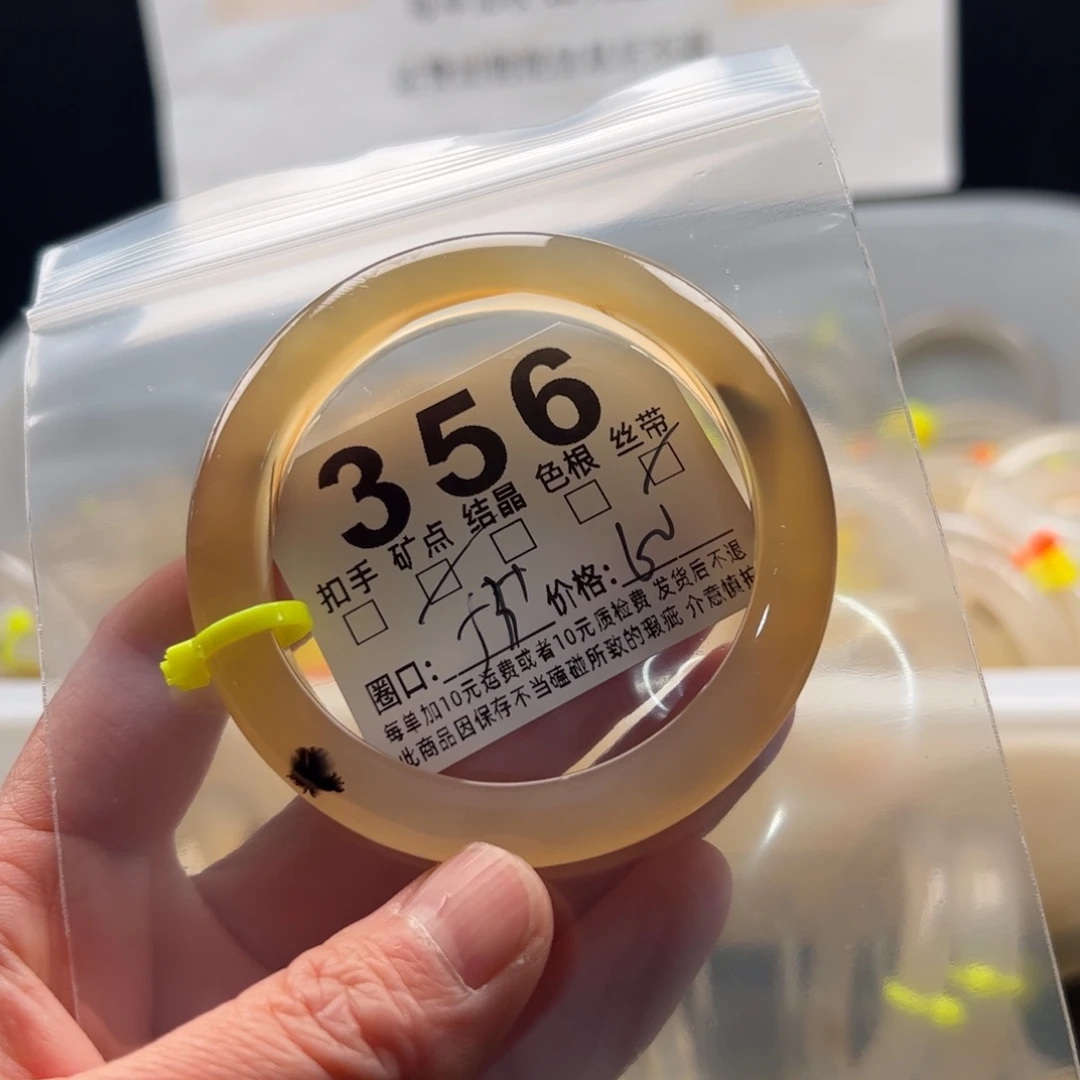 356
扣手 矿点 结晶 色根 丝带
圈口: 价格:
每单加10元运费或者10元质检费 发货后不退
此商品因保存不当磕碰所致的瑕疵 介意慎拍